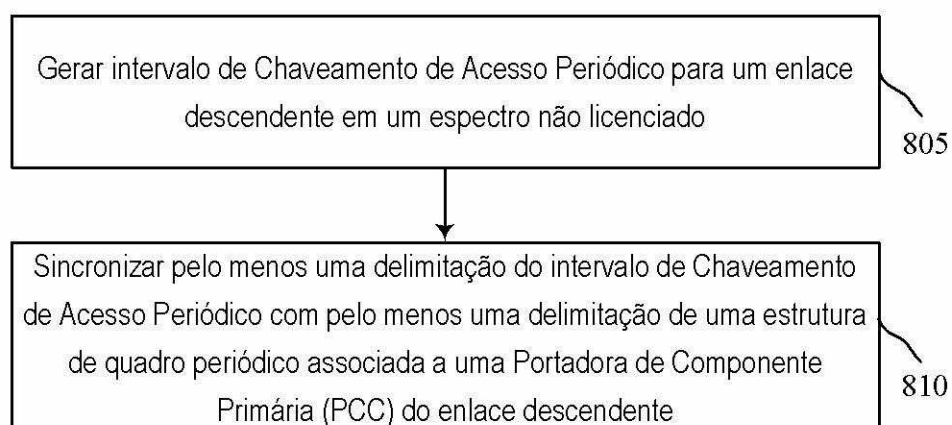 Gerar intervalo de Chaveamento de Acesso Periódico para um enlace
descendente em um espectro não licenciado
805
Sincronizar pelo menos uma delimitação do intervalo de Chaveamento
de Acesso Periódico com pelo menos uma delimitação de uma estrutura
de quadro periódico associada a uma Portadora de Componente
Primária (PCC) do enlace descendente
810